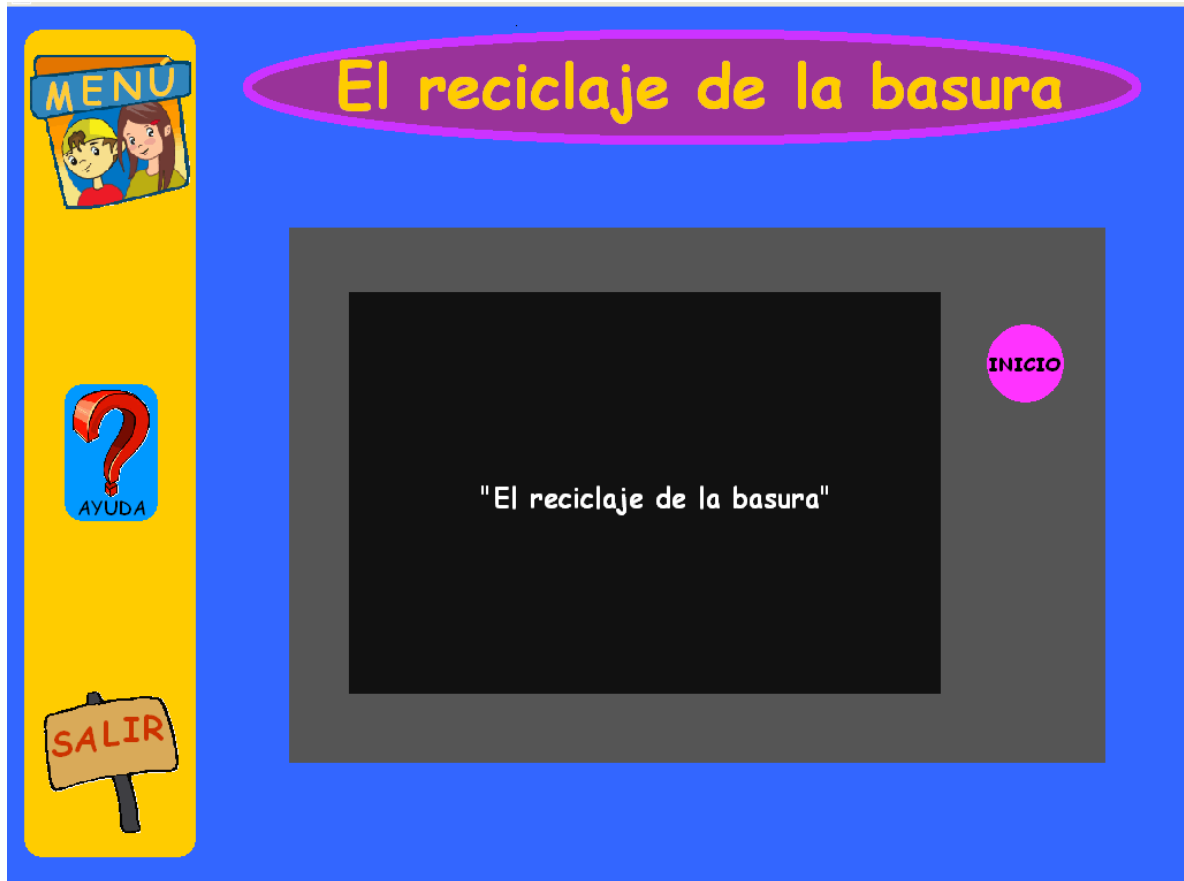 MENÚ
El reciclaje de la basura
INICIO
"El reciclaje de la basura"
AYUDA
SALIR